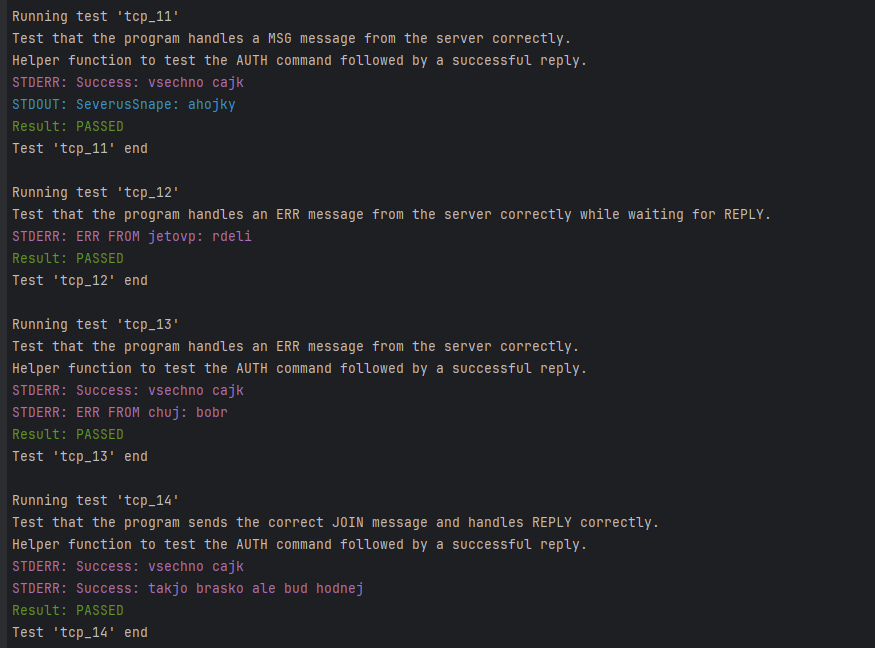 Running test 'tcp_11'
Test that the program handles a MSG message from the server correctly.
Helper function to test the AUTH command followed by a successful reply.
STDERR: Success: vsechno cajk
STDOUT: SeverusSnape: ahojky
Result: PASSED
Test 'tcp_11' end
Running test 'tcp_12'
Test that the program handles an ERR message from the server correctly while waiting for REPLY.
STDERR: ERR FROM jetovp: rdeli
Result: PASSED
Test 'tcp_12' end
Running test 'tcp_13'
Test that the program handles an ERR message from the server correctly.
Helper function to test the AUTH command followed by a successful reply.
STDERR: Success: vsechno cajk
STDERR: ERR FROM chuj: bobr
Result: PASSED
Test 'tcp_13' end
Running test 'tcp_14'
Test that the program sends the correct JOIN message and handles REPLY correctly.
Helper function to test the AUTH command followed by a successful reply.
STDERR: Success: vsechno cajk
STDERR: Success: takjo brasko ale bud hodnej
Result: PASSED
Test 'tcp_14' end